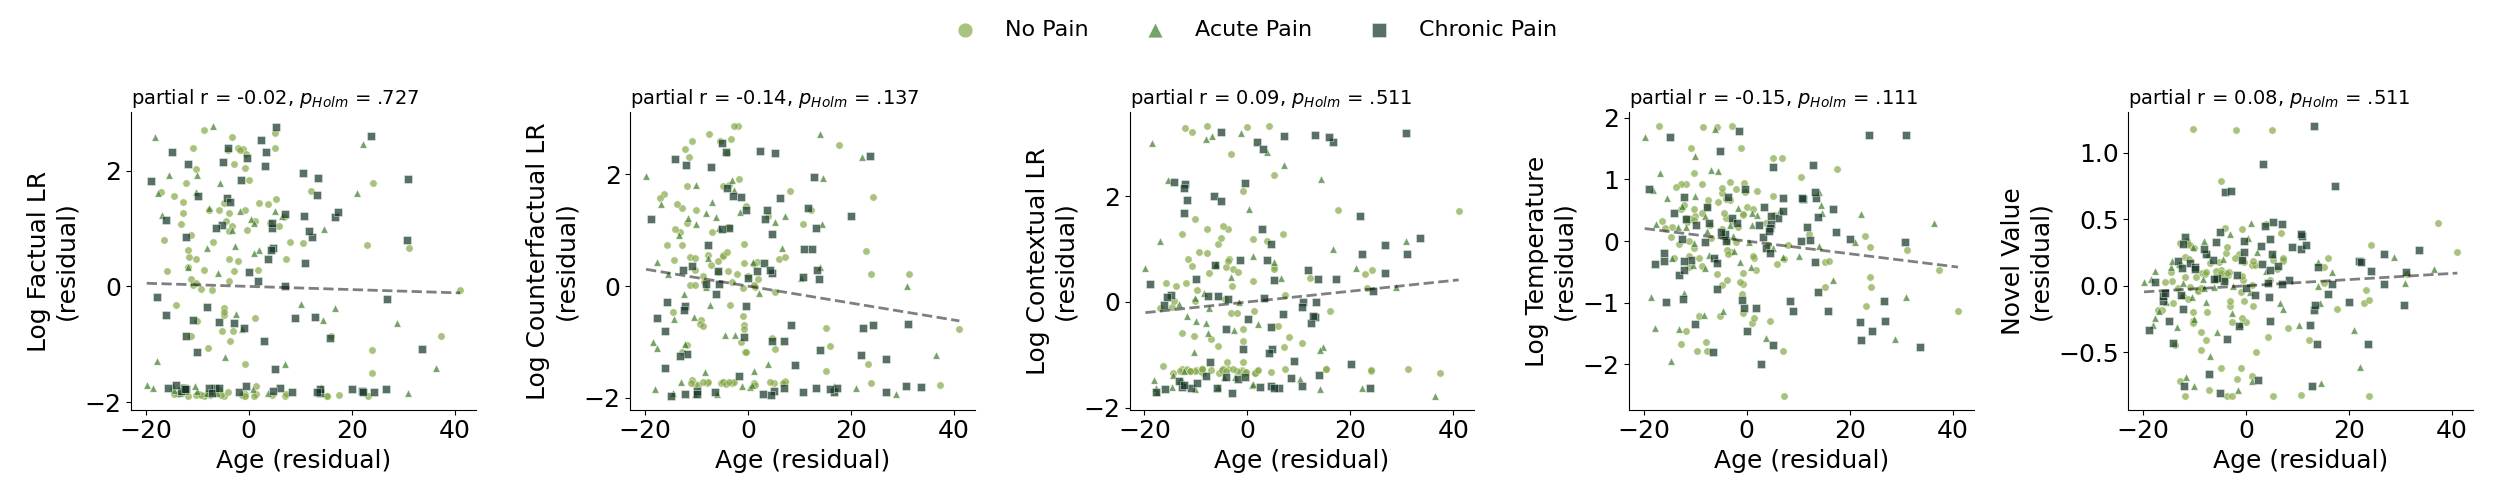 No Pain Acute Pain Chronic Pain
partial r = -0.02, pHolm = .727
Log Factual LR
(residual)
2
0
−2
−20 0 20 40
Age (residual)
partial r = -0.14, pHolm = .137
Log Counterfactual LR
(residual)
2
0
−2
−20 0 20 40
Age (residual)
partial r = 0.09, pHolm = .511
Log Contextual LR
(residual)
2
0
−2
−20 0 20 40
Age (residual)
partial r = -0.15, pHolm = .111
Log Temperature
(residual)
2
1
0
−1
−2
−20 0 20 40
Age (residual)
partial r = 0.08, pHolm = .511
Novel Value
(residual)
1.0
0.5
0.0
−0.5
−20 0 20 40
Age (residual)